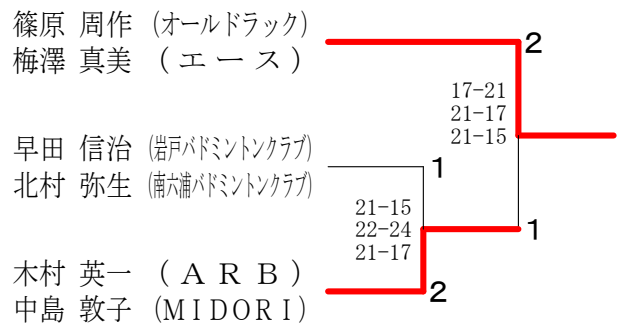 篠原 周作 (オールドラック)
梅澤 真美 (エース)
2
17-21
21-17
21-15
早田 信治 (岩戸バドミントンクラブ)
北村 弥生 (南六浦バドミントンクラブ)
1
21-15
22-24
21-17
1
木村 英一 (ARB)
中島 敦子 (MIDORI)
2